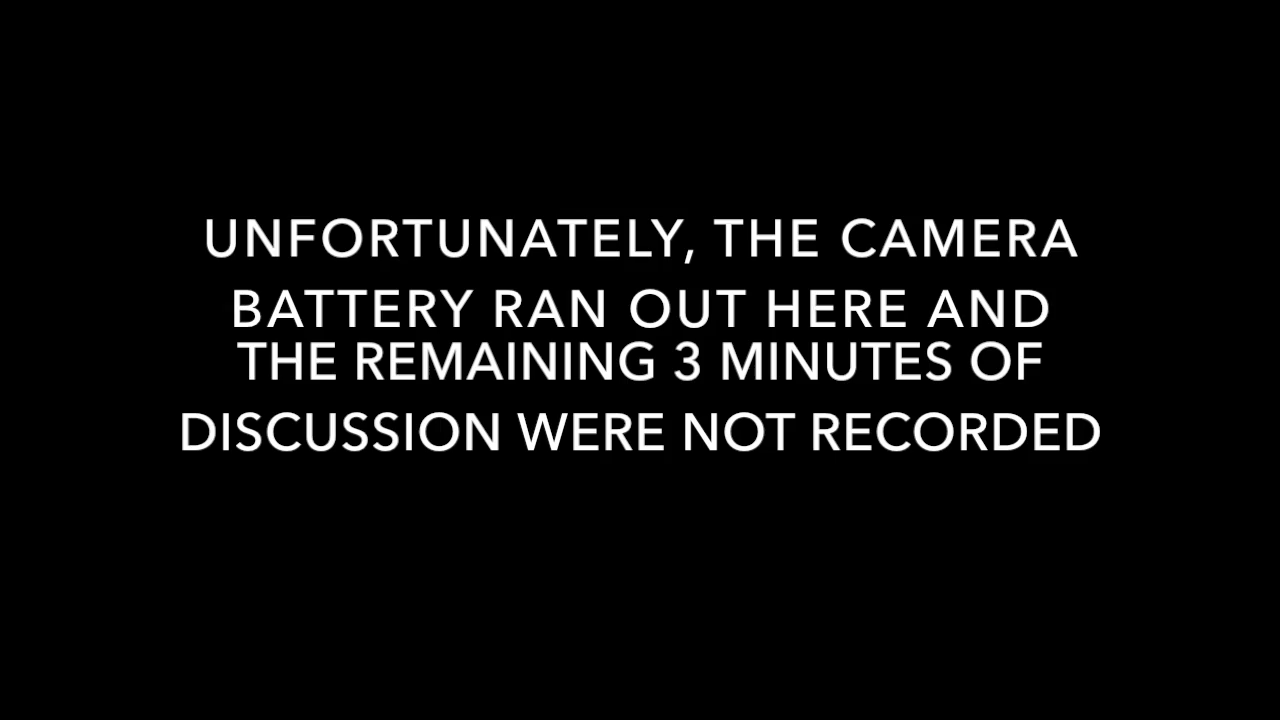 UNFORTUNATELY, THE CAMERA
BATTERY RAN OUT HERE AND
THE REMAINING 3 MINUTES OF
DISCUSSION WERE NOT RECORDED